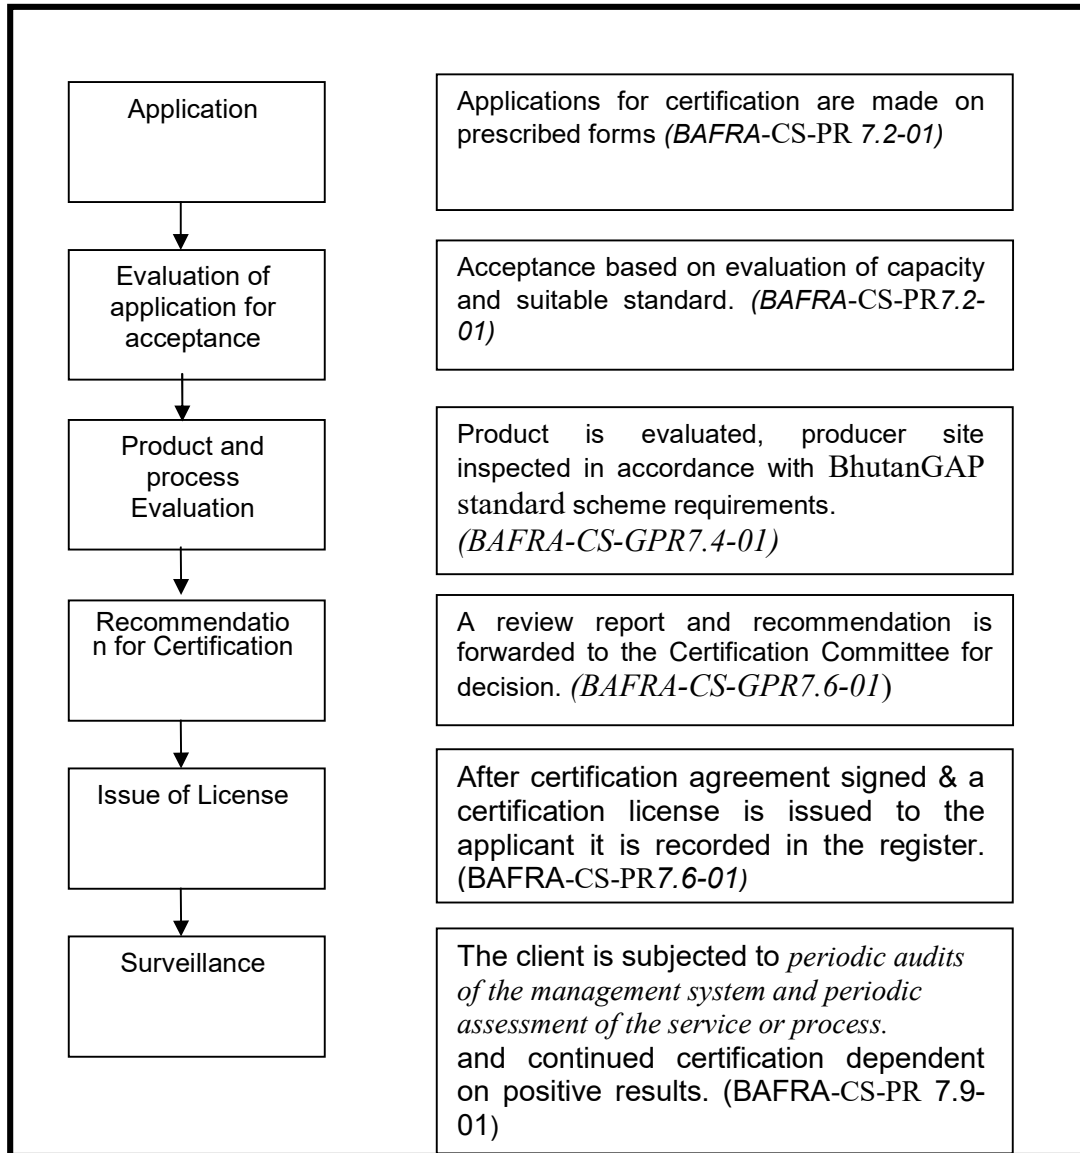 Application
Applications for certification are made on
prescribed forms (BAFRA-CS-PR 7.2-01)
Evaluation of
application for
acceptance
Acceptance based on evaluation of capacity
and suitable standard. (BAFRA-CS-PR7.2-
01)
Product and
process
Evaluation
Product is evaluated, producer site
inspected in accordance with BhutanGAP
standard scheme requirements.
(BAFRA-CS-GPR7.4-01)
Recommendatio
n for Certification
A review report and recommendation is
forwarded to the Certification Committee for
decision. (BAFRA-CS-GPR7.6-01)
Issue of License
After certification agreement signed & a
certification license is issued to the
applicant it is recorded in the register.
(BAFRA-CS-PR7.6-01)
Surveillance
The client is subjected to periodic audits
of the management system and periodic
assessment of the service or process.
and continued certification dependent
on positive results. (BAFRA-CS-PR 7.9-
01)